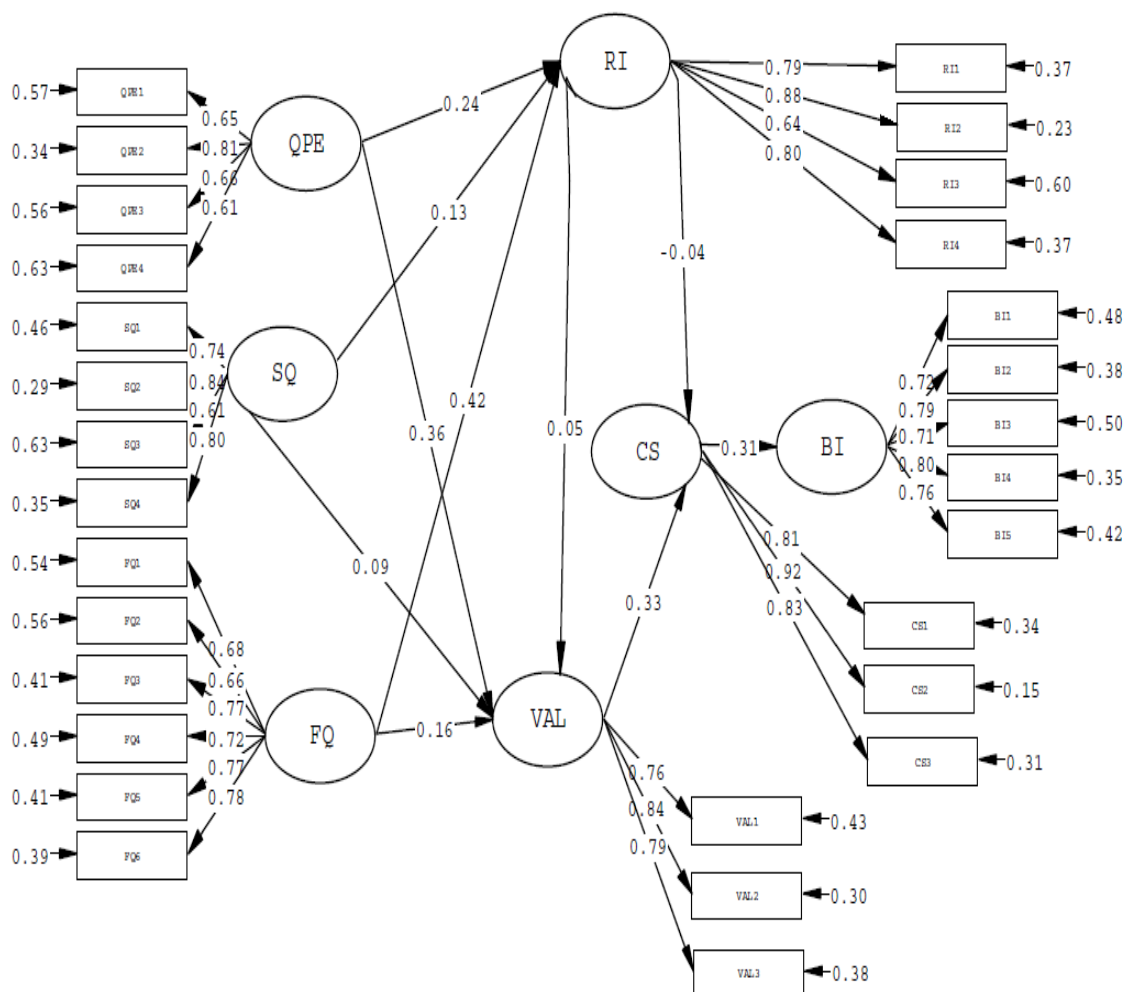 RI
0.79
RI1
0.37
0.88
RI2
0.23
0.64
RI3
0.60
0.80
RI4
0.37
0.57
QPE1
0.65
0.34
QPE2
0.81
0.56
QPE3
0.66
0.63
QPE4
0.61
QPE
0.24
0.13
0.42
0.36
0.05
-0.04
0.46
SQ1
0.74
0.29
SQ2
0.84
0.63
SQ3
0.61
0.35
SQ4
0.80
SQ
0.09
CS
0.31
BI
BI1
0.48
0.72
BI2
0.38
0.79
BI3
0.50
0.71
BI4
0.35
0.80
BI5
0.42
0.76
0.54
FQ1
0.68
0.56
FQ2
0.66
0.41
FQ3
0.77
0.49
FQ4
0.72
0.41
FQ5
0.77
0.39
FQ6
0.78
FQ
0.16
VAL
0.33
0.81
CS1
0.34
0.92
CS2
0.15
0.83
CS3
0.31
0.76
VAL1
0.43
0.84
VAL2
0.30
0.79
VAL3
0.38